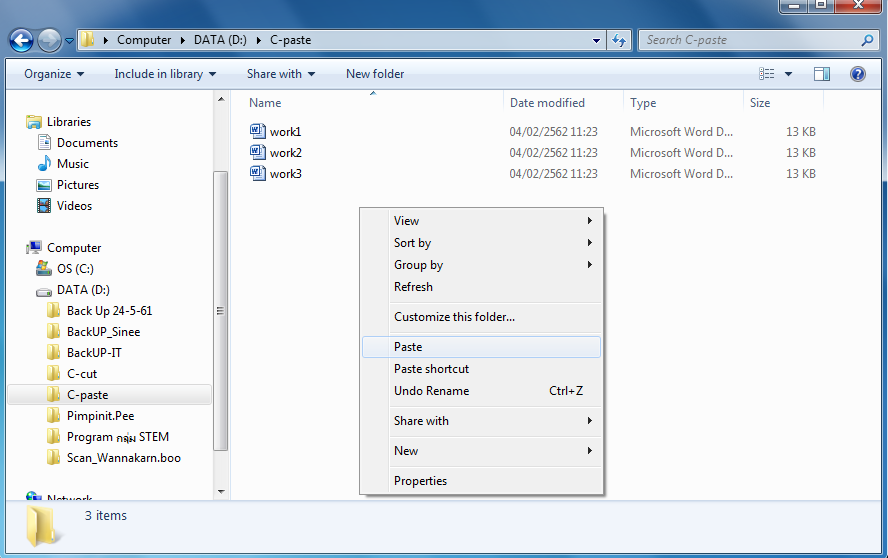 Computer ▸ DATA (D:) ▸ C-paste
Search C-paste
Organize Include in library Share with New folder
Name Date modified Type Size
work1 04/02/2562 11:23 Microsoft Word D... 13 KB
work2 04/02/2562 11:23 Microsoft Word D... 13 KB
work3 04/02/2562 11:23 Microsoft Word D... 13 KB
Libraries
Documents
Music
Pictures
Videos
Computer
OS (C:)
DATA (D:)
Back Up 24-5-61
BackUP_Sinee
BackUP-IT
C-cut
C-paste
Pimpinit.Pee
Program กลุ่ม STEM
Scan_Wannakarn.boo
Network
View
Sort by
Group by
Refresh
Customize this folder...
Paste
Paste shortcut
Undo Rename Ctrl+Z
Share with
New
Properties
3 items